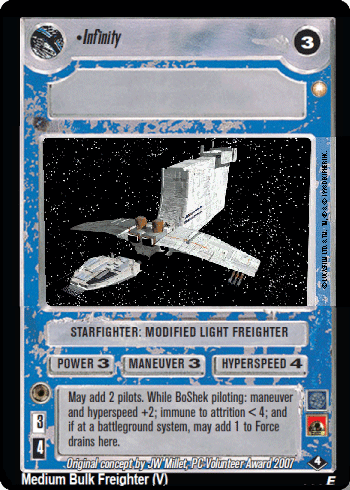 •Infinity
3
STARFIGHTER: MODIFIED LIGHT FREIGHTER
POWER 3 MANEUVER 3 HYPERSPEED 4
May add 2 pilots. While BoShek piloting: maneuver
and hyperspeed +2; immune to attrition < 4; and
if at a battleground system, may add 1 to Force
drains here.
3
4
4
Original concept by JW Millet, PC Volunteer Award 2007
Medium Bulk Freighter (V)
E